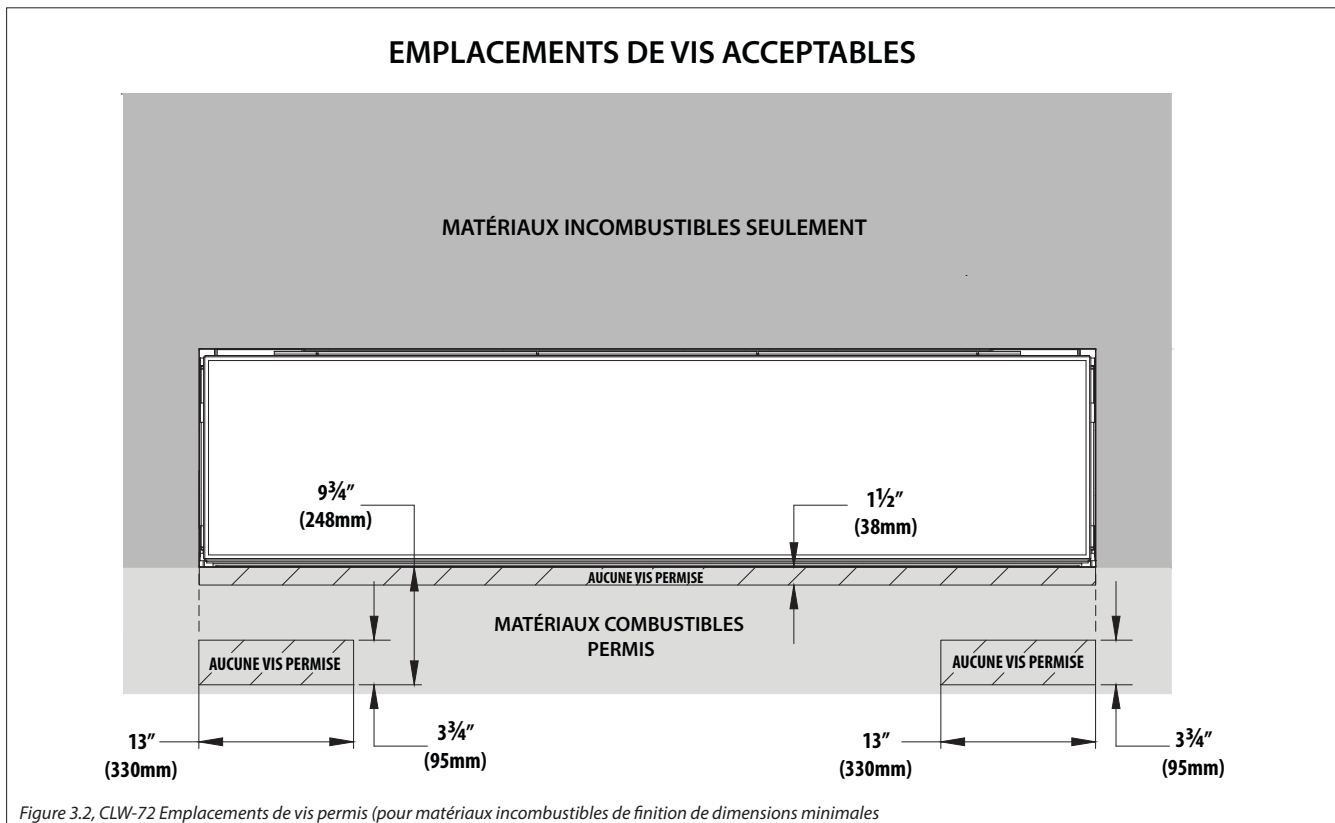 EMPLACEMENTS DE VIS ACCEPTABLES
MATÉRIAUX INCOMBUSTIBLES SEULEMENT
9¾"
(248mm)
1½"
(38mm)
AUCUNE VIS PERMISE
MATÉRIAUX COMBUSTIBLES
PERMIS
AUCUNE VIS PERMISE
AUCUNE VIS PERMISE
13"
(330mm)
3¾"
(95mm)
13"
(330mm)
3¾"
(95mm)
Figure 3.2, CLW-72 Emplacements de vis permis (pour matériaux incombustibles de finition de dimensions minimales